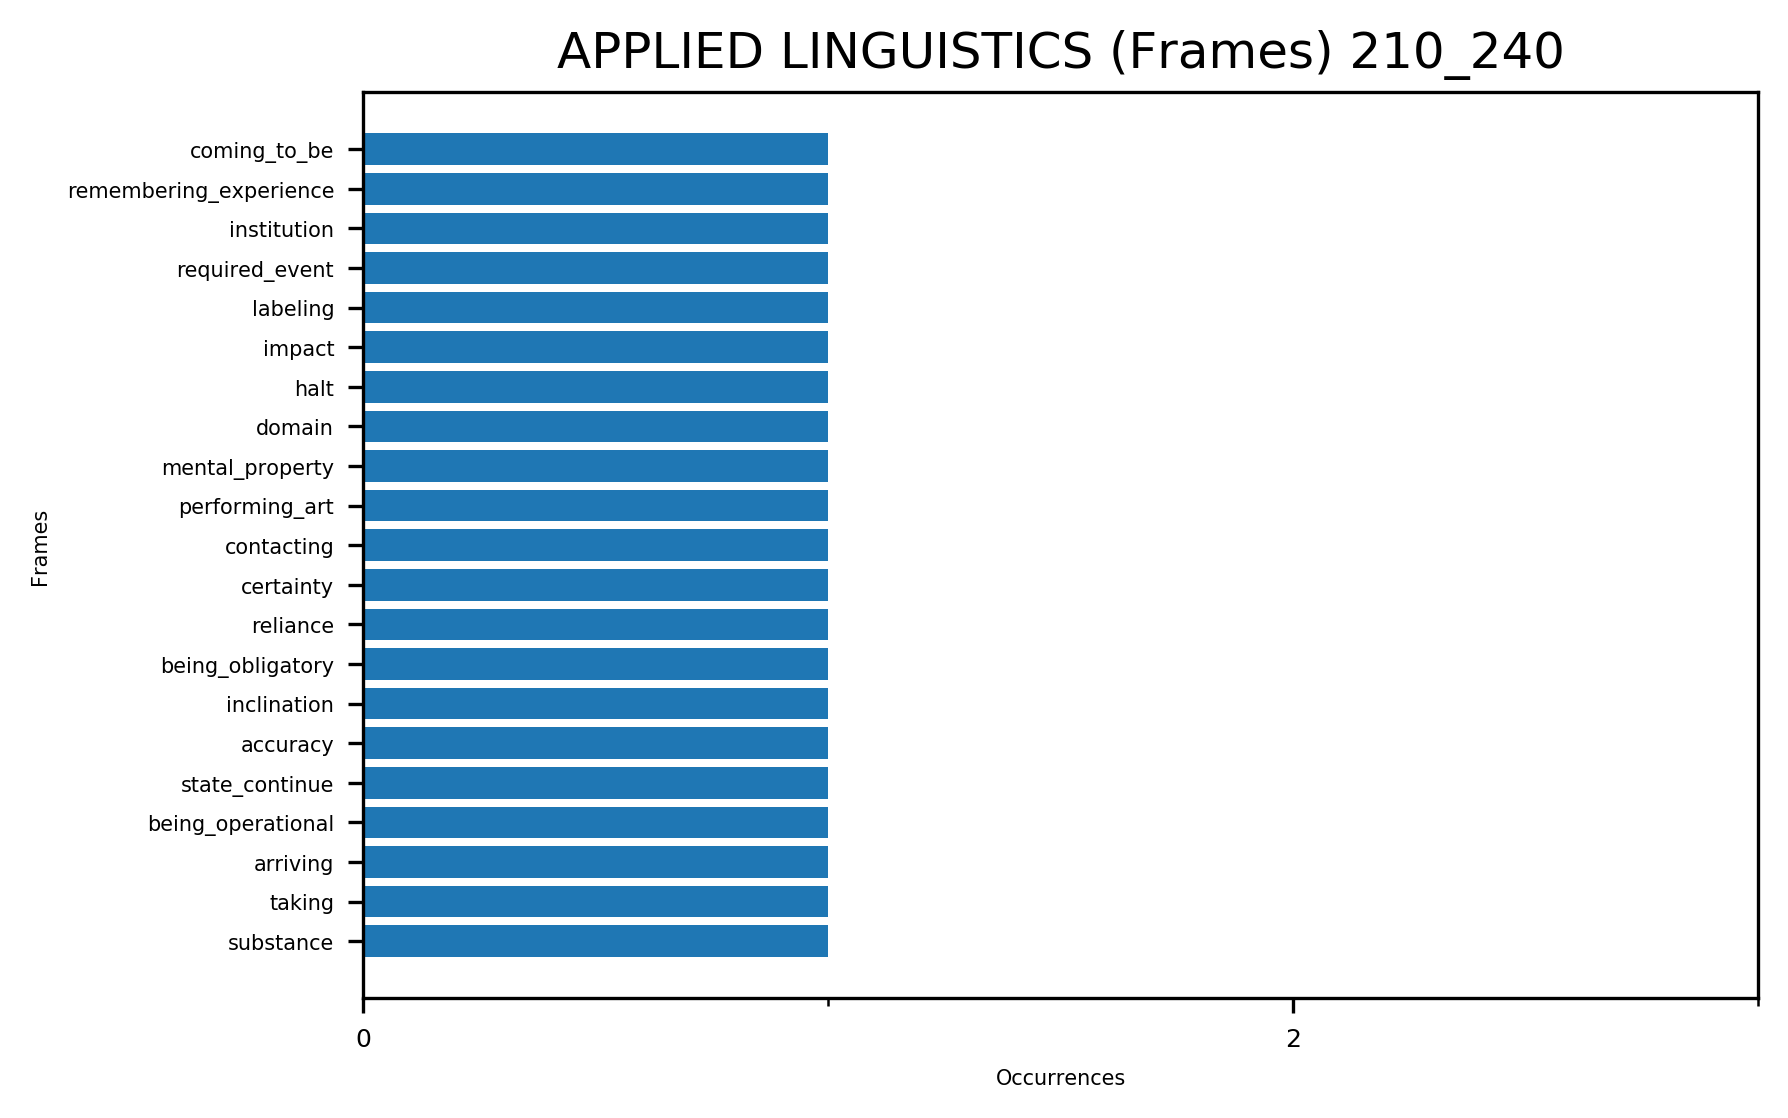 APPLIED LINGUISTICS (Frames) 210_240
coming_to_be
remembering_experience
institution
required_event
labeling
impact
halt
domain
mental_property
performing_art
contacting
certainty
reliance
being_obligatory
inclination
accuracy
state_continue
being_operational
arriving
taking
substance
Frames
0
2
Occurrences